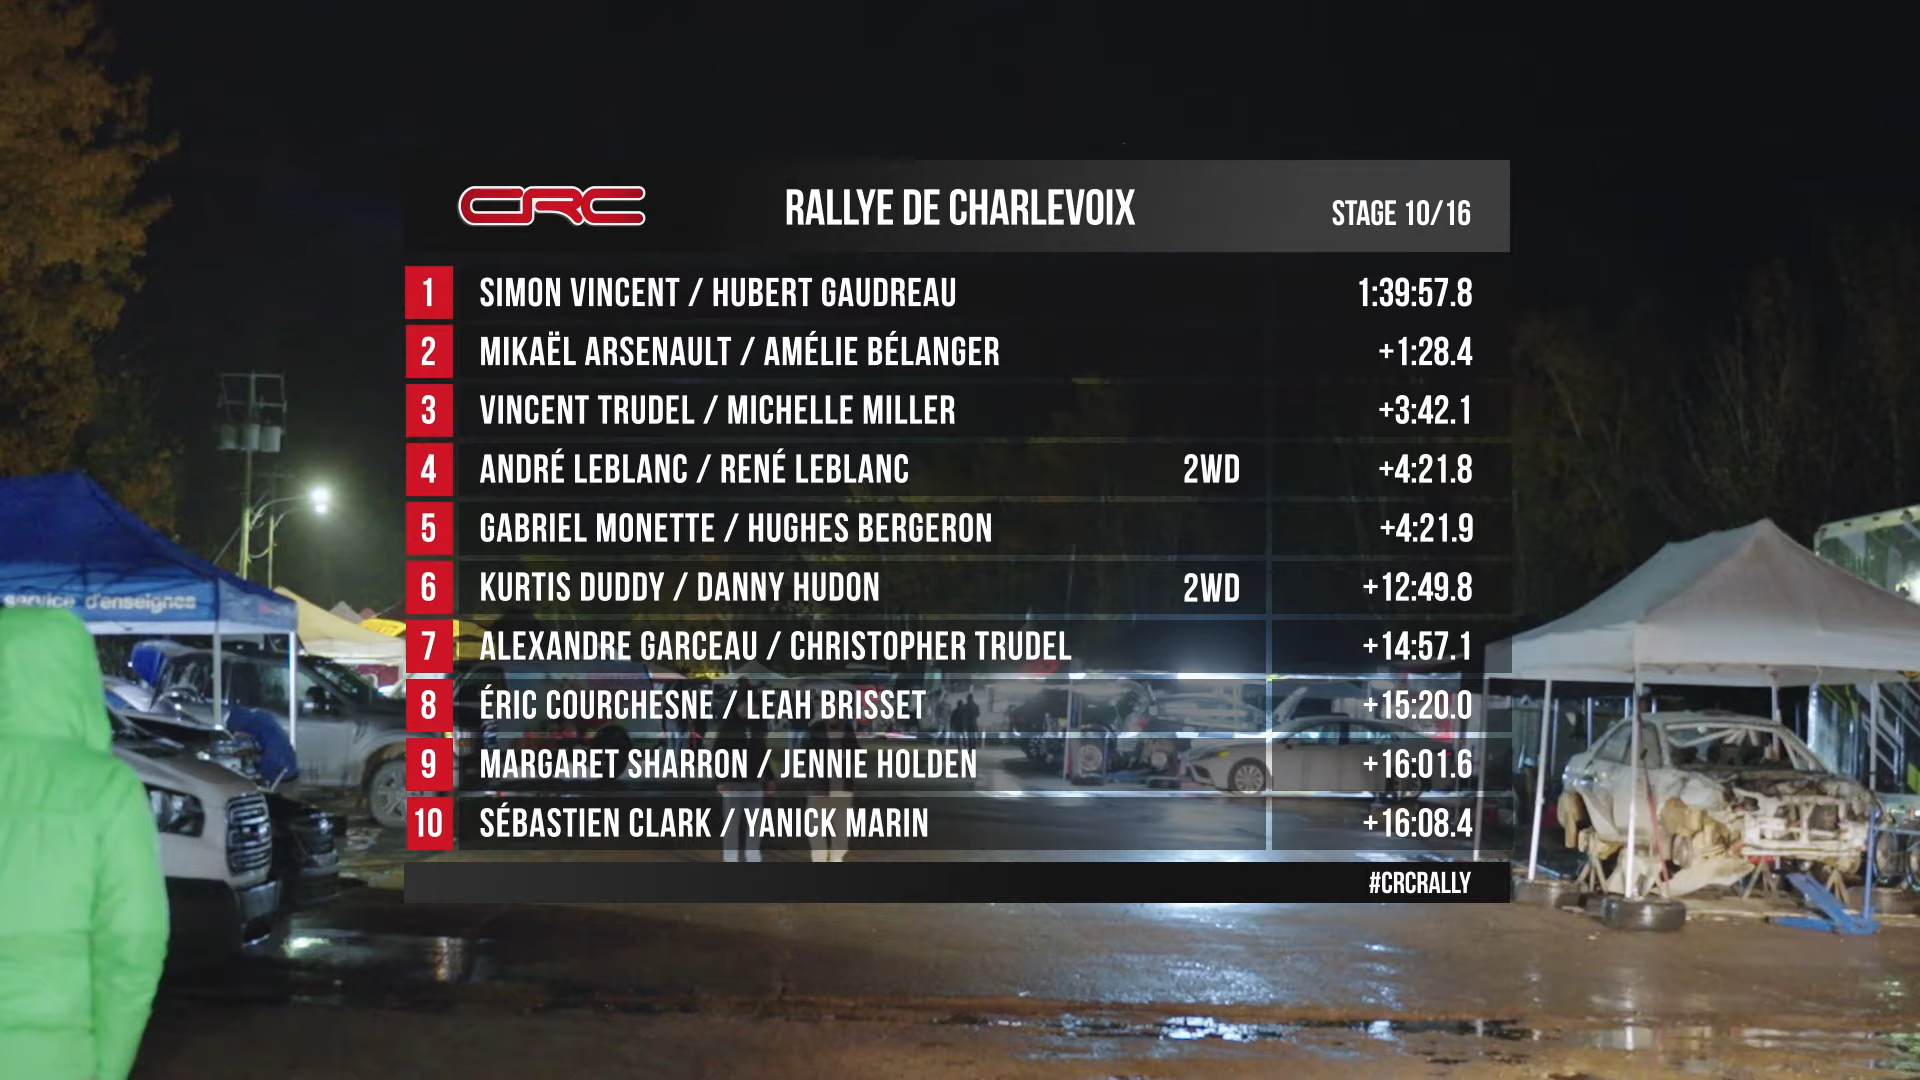 CRC
RALLYE DE CHARLEVOIX
STAGE 10/16
1 SIMON VINCENT / HUBERT GAUDREAU 1:39:57.8
2 MIKAËL ARSENAULT / AMÉLIE BÉLANGER +1:28.4
3 VINCENT TRUDEL / MICHELLE MILLER +3:42.1
4 ANDRÉ LEBLANC / RENÉ LEBLANC 2WD +4:21.8
5 GABRIEL MONETTE / HUGHES BERGERON +4:21.9
6 KURTIS DUDDY / DANNY HUDON 2WD +12:49.8
7 ALEXANDRE GARCEAU / CHRISTOPHER TRUDEL +14:57.1
8 ÉRIC COURCHESNE / LEAH BRISSET +15:20.0
9 MARGARET SHARRON / JENNIE HOLDEN +16:01.6
10 SÉBASTIEN CLARK / YANICK MARIN +16:08.4
#CRCRALLY
service d'enseignes